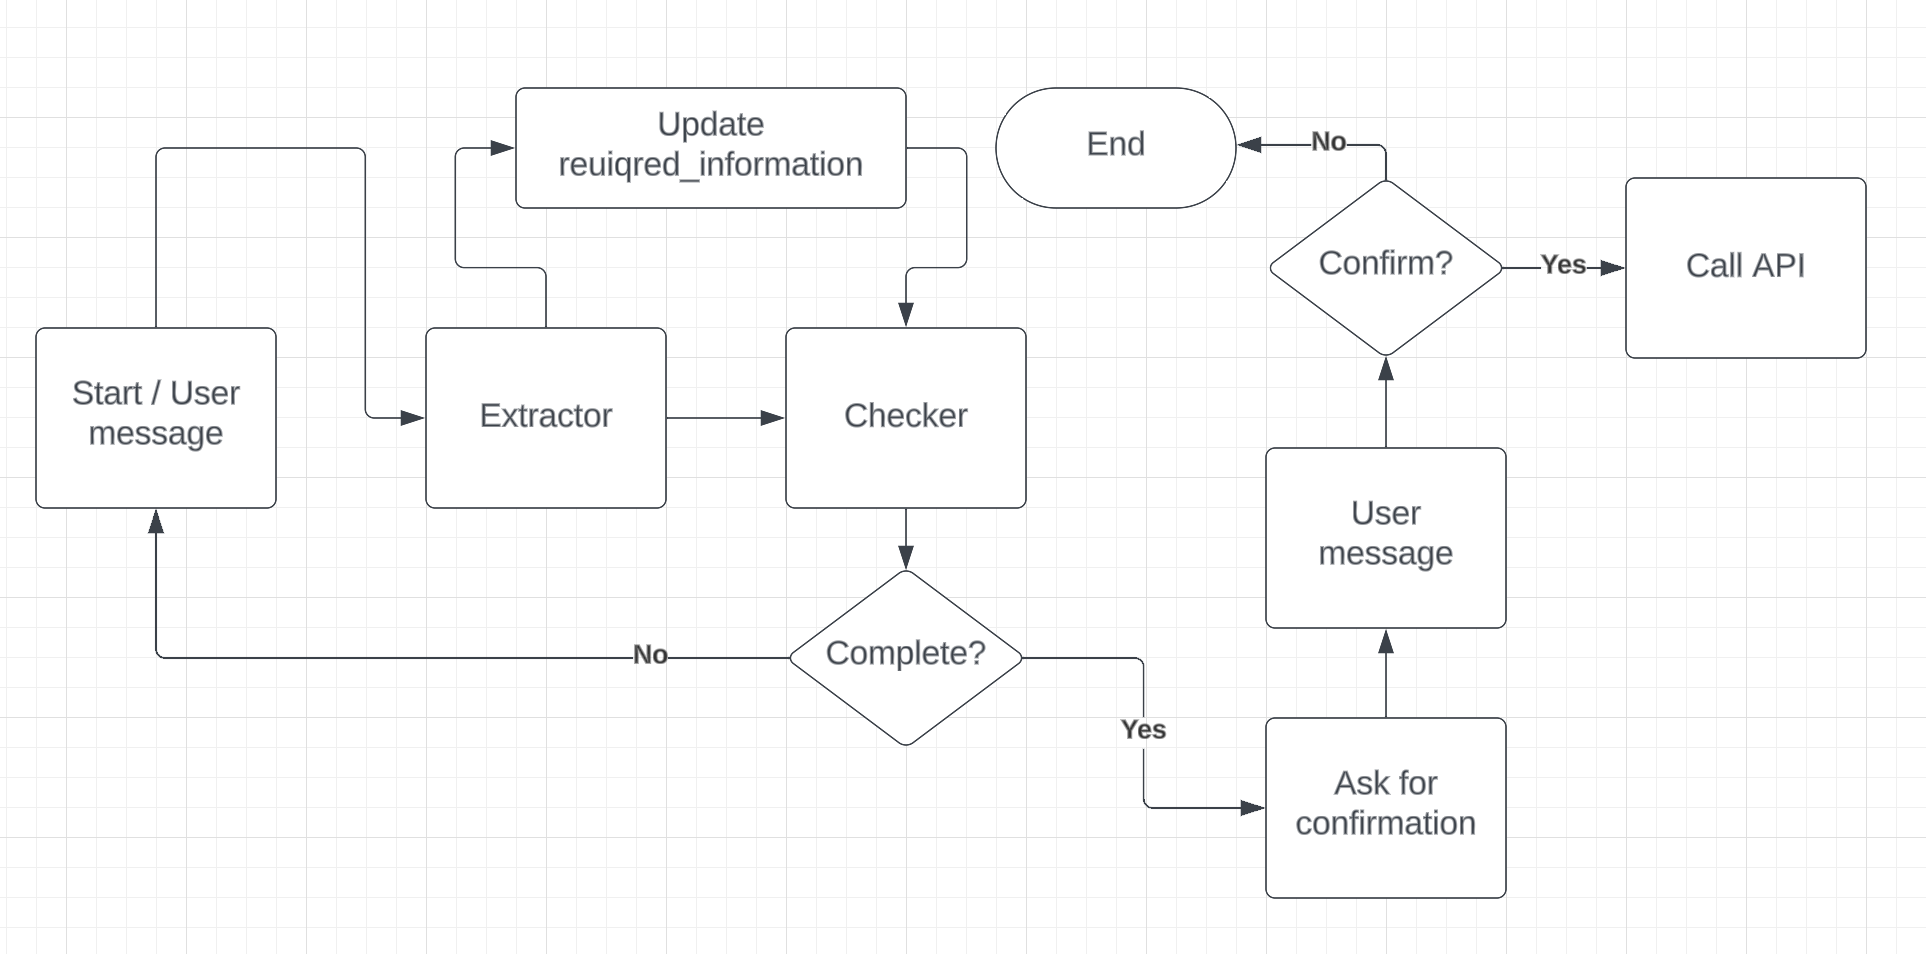 Update
reuiqred_information
End
No
Confirm?
Yes
Call API
Start / User
message
Extractor
Checker
User
message
No
Complete?
Yes
Ask for
confirmation